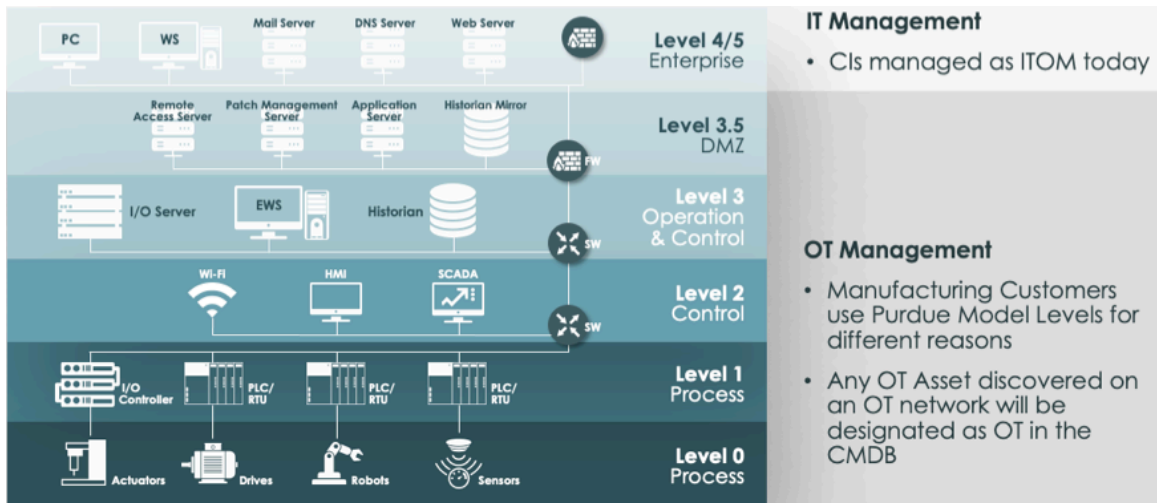 PC
WS
Mail Server
DNS Server
Web Server
Level 4/5
Enterprise
Remote
Access Server
Patch Management
Server
Application
Server
Historian Mirror
Level 3.5
DMZ
FW
I/O Server
EWS
Historian
Level 3
Operation
& Control
SW
Wi-Fi
HMI
SCADA
Level 2
Control
SW
I/O
Controller
PLC/
RTU
PLC/
RTU
PLC/
RTU
Level 1
Process
Actuators
Drives
Robots
Sensors
Level 0
Process
IT Management
• CIs managed as ITOM today
OT Management
• Manufacturing Customers
use Purdue Model Levels for
different reasons
• Any OT Asset discovered on
an OT network will be
designated as OT in the
CMDB